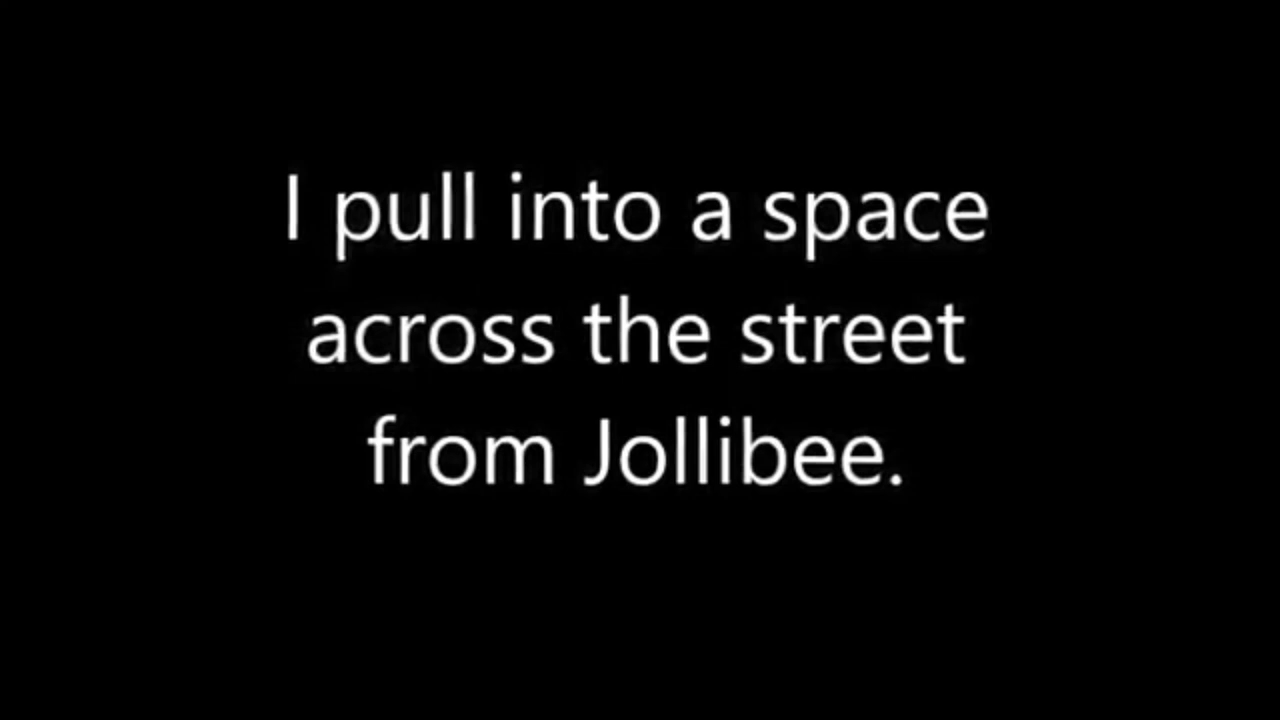 I pull into a space
across the street
from Jollibee.